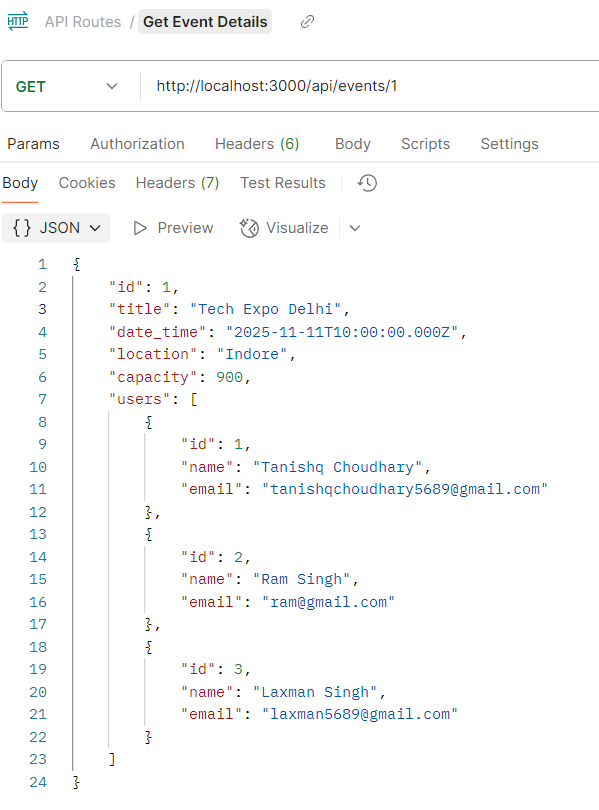 HTTP API Routes / Get Event Details
GET http://localhost:3000/api/events/1
Params Authorization Headers (6) Body Scripts Settings
Body Cookies Headers (7) Test Results
{} JSON Preview Visualize
1 {
2 "id": 1,
3 "title": "Tech Expo Delhi",
4 "date_time": "2025-11-11T10:00:00.000Z",
5 "location": "Indore",
6 "capacity": 900,
7 "users": [
8 {
9 "id": 1,
10 "name": "Tanishq Choudhary",
11 "email": "tanishqchoudhary5689@gmail.com"
12 },
13 {
14 "id": 2,
15 "name": "Ram Singh",
16 "email": "ram@gmail.com"
17 },
18 {
19 "id": 3,
20 "name": "Laxman Singh",
21 "email": "laxman5689@gmail.com"
22 }
23 ]
24 }